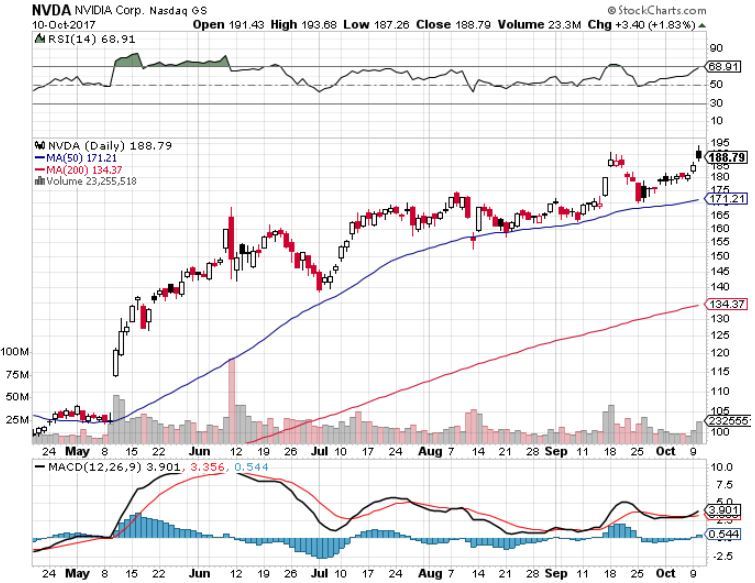 NVDA NVIDIA Corp. Nasdaq GS © StockCharts.com
10-Oct-2017 Open 191.43 High 193.68 Low 187.26 Close 188.79 Volume 23.3M Chg +3.40 (+1.83%)
RSI(14) 68.91
90
68.91
50
30
10
NVDA (Daily) 188.79
MA(50) 171.21
MA(200) 134.37
Volume 23,255,518
195
188.79
185
180
175
171.21
165
160
155
150
145
140
134.37
130
125
120
115
110
105
232555
100
100M
75M
50M
25M
24 May 8 15 22 Jun 12 19 26 Jul 10 17 24 Aug 7 14 21 28 Sep 11 18 25 Oct 9
MACD(12,26,9) 3.901, 3.356, 0.544
10.0
7.5
5.0
3.901
2.5
0.544
-2.5
24 May 8 15 22 Jun 12 19 26 Jul 10 17 24 Aug 7 14 21 28 Sep 11 18 25 Oct 9